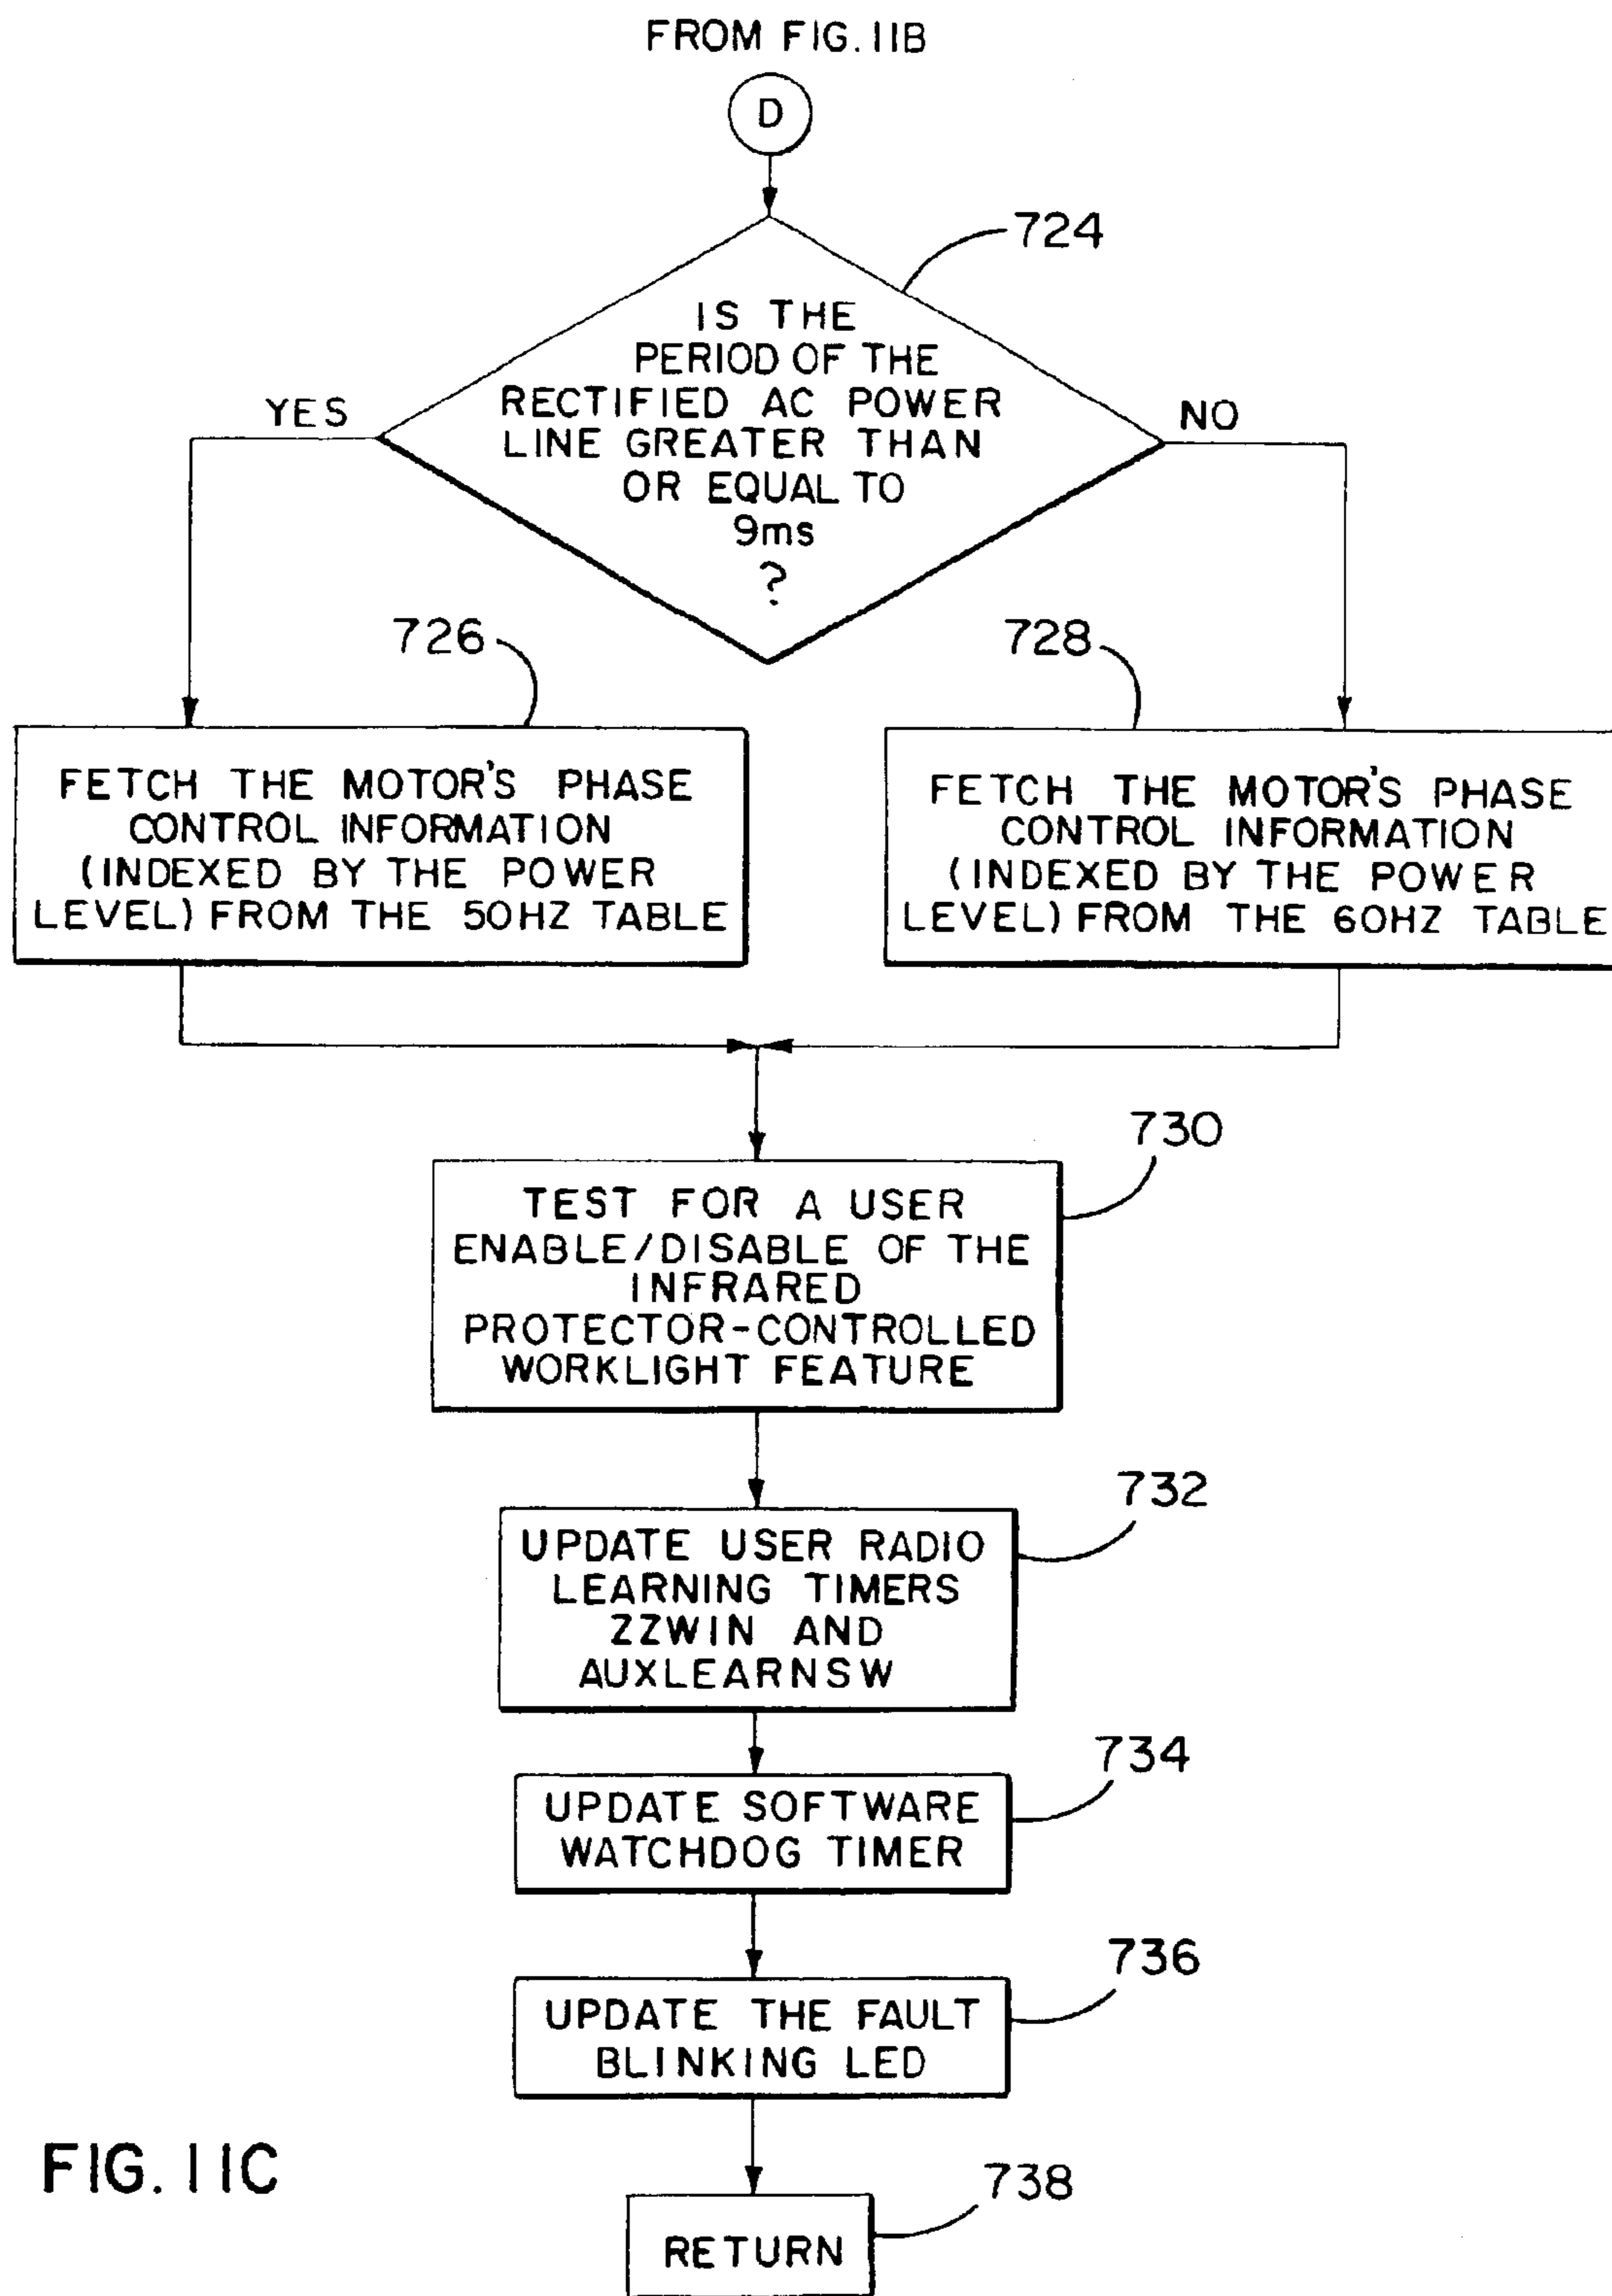 FROM FIG. 11B
D
724
IS THE
PERIOD OF THE
RECTIFIED AC POWER
LINE GREATER THAN
OR EQUAL TO
9ms
?
YES
NO
726
728
FETCH THE MOTOR'S PHASE
CONTROL INFORMATION
(INDEXED BY THE POWER
LEVEL) FROM THE 50HZ TABLE
FETCH THE MOTOR'S PHASE
CONTROL INFORMATION
(INDEXED BY THE POWER
LEVEL) FROM THE 60HZ TABLE
730
TEST FOR A USER
ENABLE/DISABLE OF THE
INFRARED
PROTECTOR-CONTROLLED
WORKLIGHT FEATURE
732
UPDATE USER RADIO
LEARNING TIMERS
ZZWIN AND
AUXLEARNSW
734
UPDATE SOFTWARE
WATCHDOG TIMER
736
UPDATE THE FAULT
BLINKING LED
738
RETURN
FIG. 11C